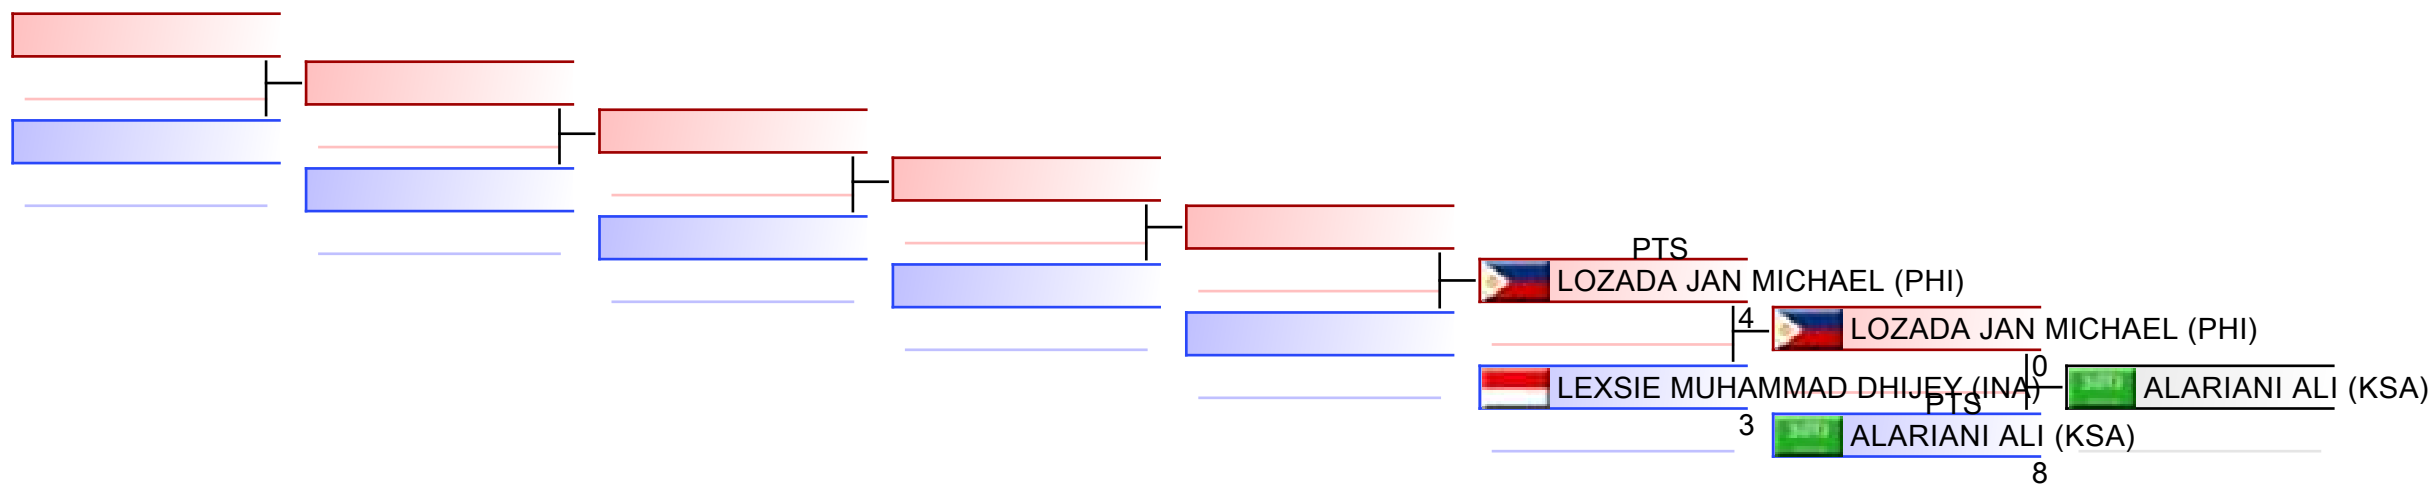 PTS
LOZADA JAN MICHAEL (PHI)
4
LOZADA JAN MICHAEL (PHI)
0
LEXSIE MUHAMMAD DHIJEY (INA)
ALARIANI ALI (KSA)
PTS
3
ALARIANI ALI (KSA)
8